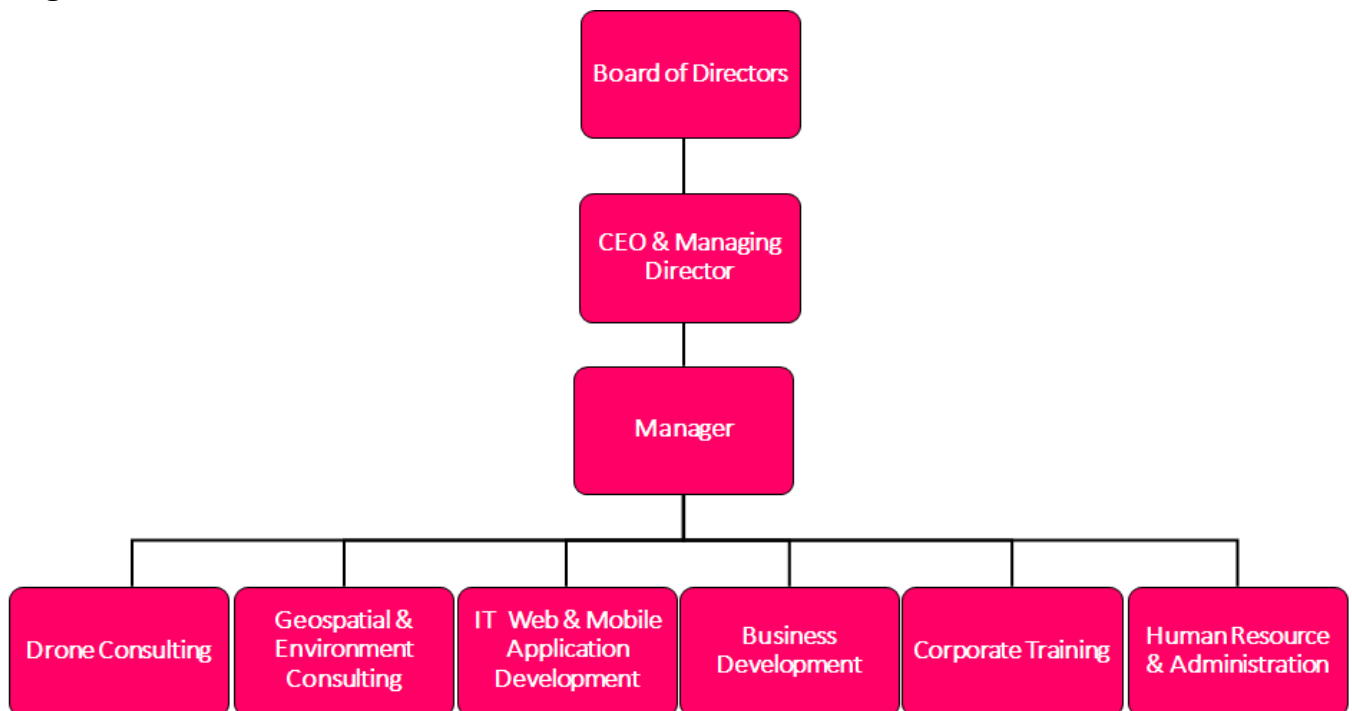 Board of Directors
CEO & Managing
Director
Manager
Drone Consulting
Geospatial &
Environment
Consulting
IT Web & Mobile
Application
Development
Business
Development
Corporate Training
Human Resource
& Administration